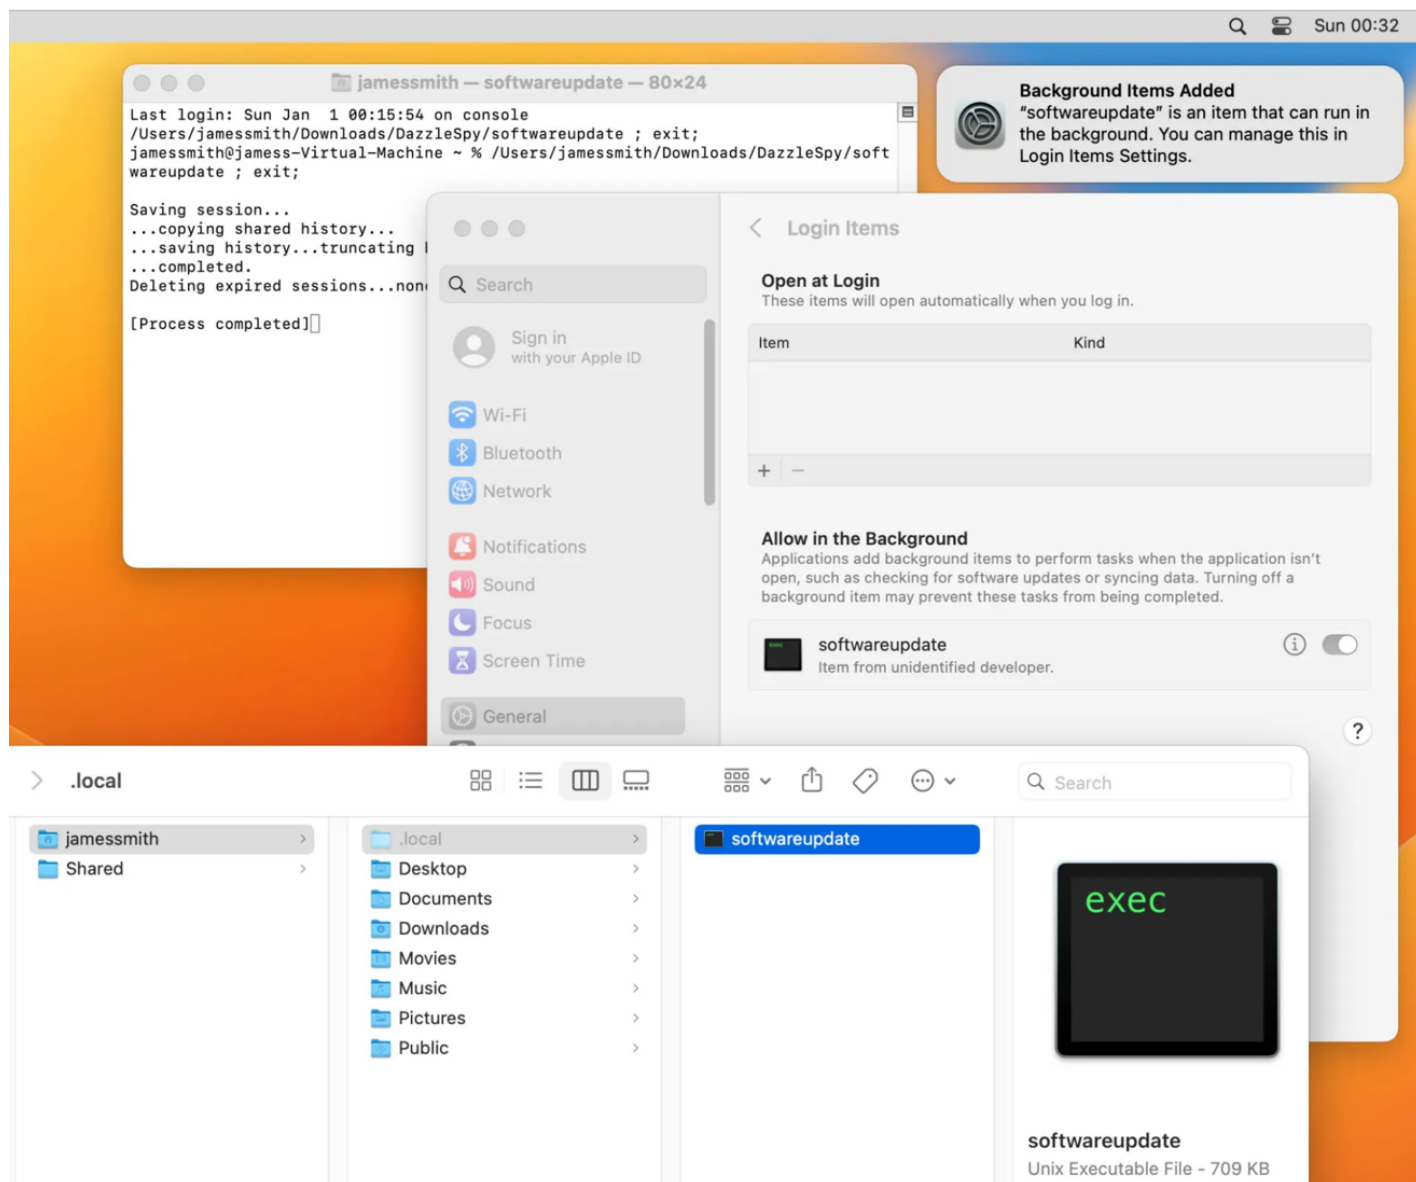 Sun 00:32
jamessmith — softwareupdate — 80×24
Last login: Sun Jan  1 00:15:54 on console
/Users/jamessmith/Downloads/DazzleSpy/softwareupdate ; exit;
jamessmith@jamess-Virtual-Machine ~ % /Users/jamessmith/Downloads/DazzleSpy/soft
wareupdate ; exit;
Saving session...
...copying shared history...
...saving history...truncating
...completed.
Deleting expired sessions...none
[Process completed]
Background Items Added
“softwareupdate” is an item that can run in
the background. You can manage this in
Login Items Settings.
Search
Sign in
with your Apple ID
Wi-Fi
Bluetooth
Network
Notifications
Sound
Focus
Screen Time
General
Login Items
Open at Login
These items will open automatically when you log in.
Item Kind
+ −
Allow in the Background
Applications add background items to perform tasks when the application isn’t
open, such as checking for software updates or syncing data. Turning off a
background item may prevent these tasks from being completed.
softwareupdate
Item from unidentified developer.
?
.local
Search
jamessmith
Shared
.local
Desktop
Documents
Downloads
Movies
Music
Pictures
Public
softwareupdate
exec
softwareupdate
Unix Executable File - 709 KB